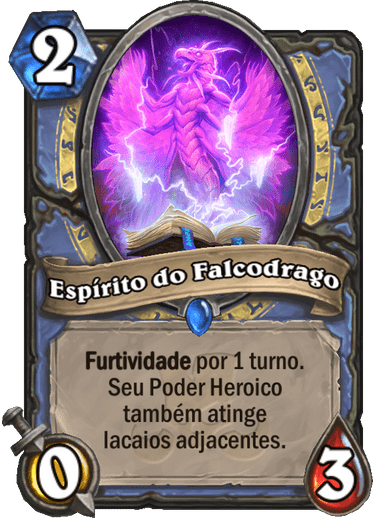 2
Espírito do Falcodrago
Furtividade por 1 turno.
Seu Poder Heroico
também atinge
lacaios adjacentes.
0
3